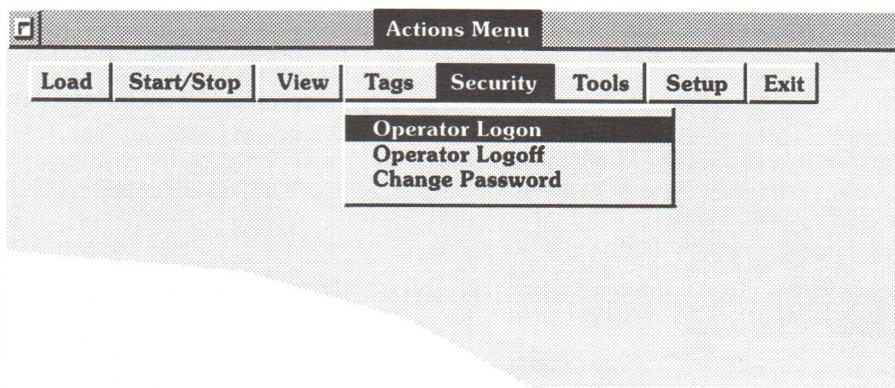 Actions Menu
Load Start/Stop View Tags Security Tools Setup Exit
Operator Logon
Operator Logoff
Change Password